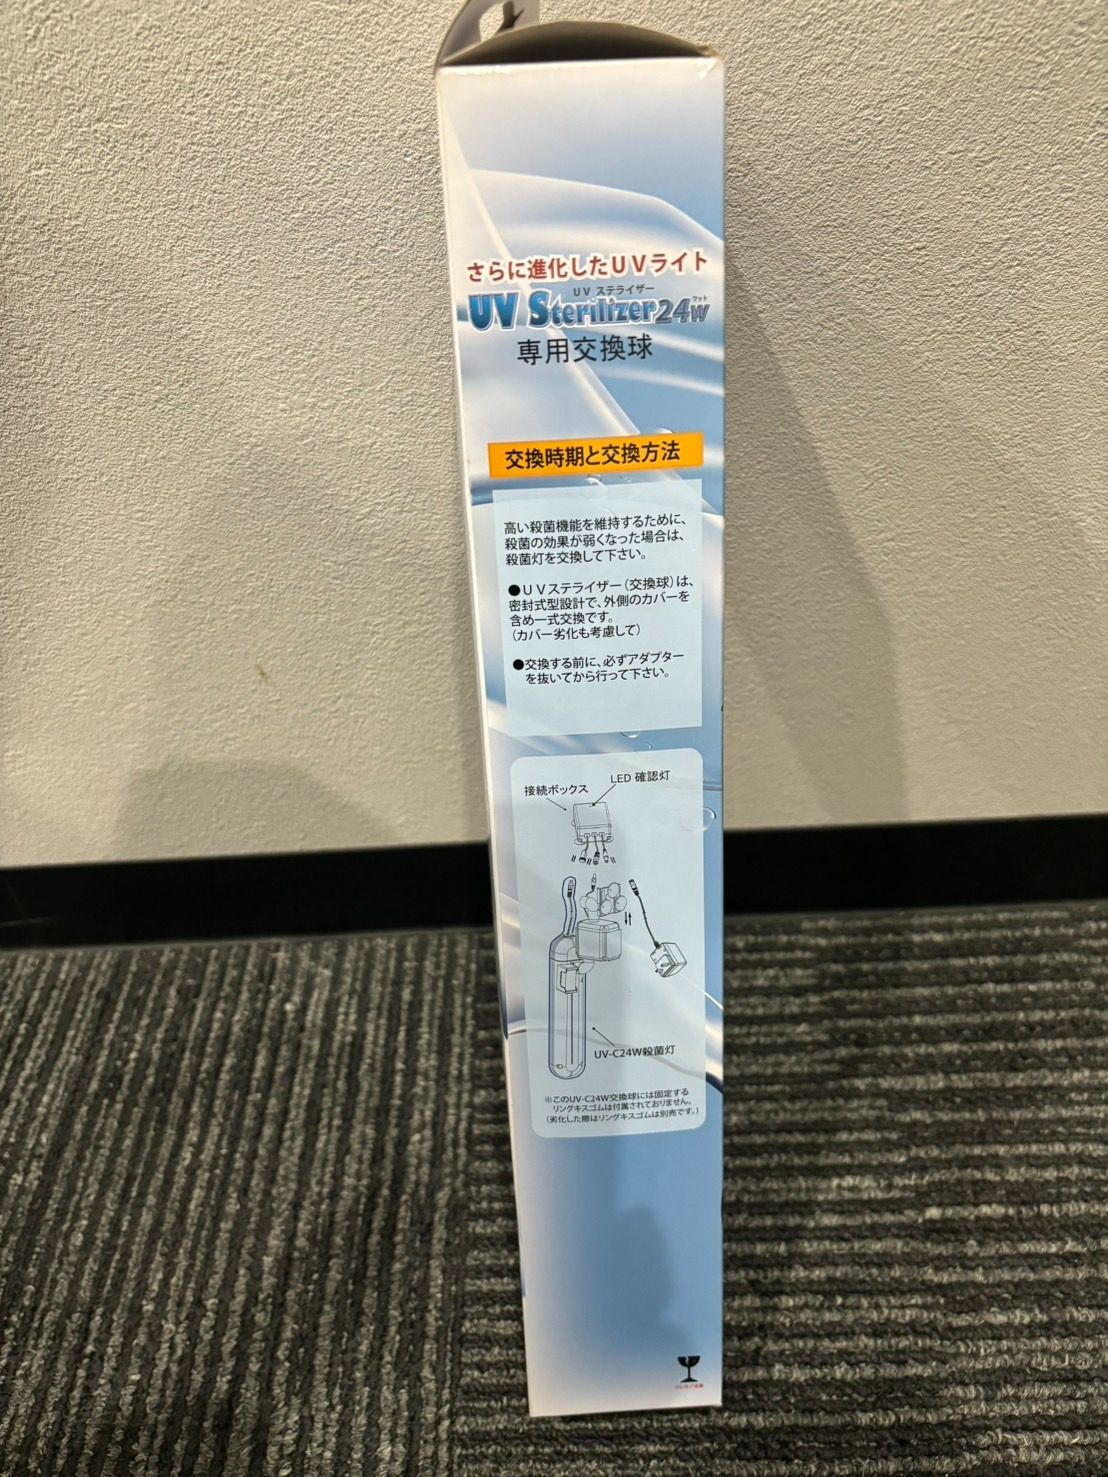 さらに進化したUVライト
UV ステライザー
UV Sterilizer24w
ワット
専用交換球
交換時期と交換方法
高い殺菌機能を維持するために、
殺菌の効果が弱くなった場合は、
殺菌灯を交換して下さい。
●UVステライザー(交換球)は、
密封式型設計で、外側のカバーを
含め一式交換です。
(カバー劣化も考慮して)
●交換する前に、必ずアダプター
を抜いてから行って下さい。
LED 確認灯
接続ボックス
UV-C24W殺菌灯
※このUV-C24W交換球には固定する
リングキスゴムは付属されておりません。
(劣化した際はリングキスゴムは別売です。)